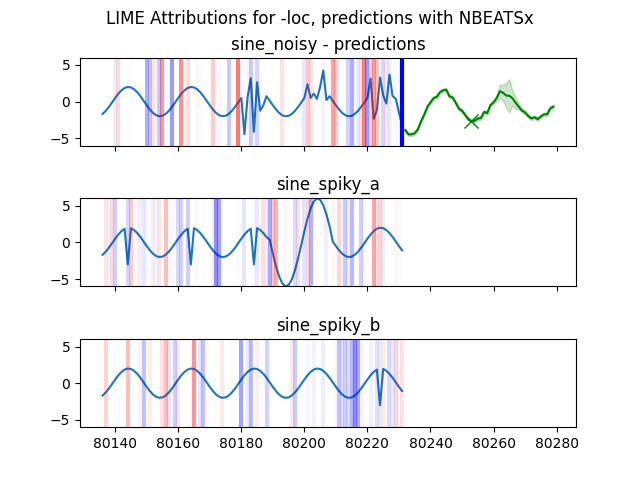 LIME Attributions for -loc, predictions with NBEATSx
sine_noisy - predictions
5
0
−5
sine_spiky_a
5
0
−5
sine_spiky_b
5
0
−5
80140 80160 80180 80200 80220 80240 80260 80280